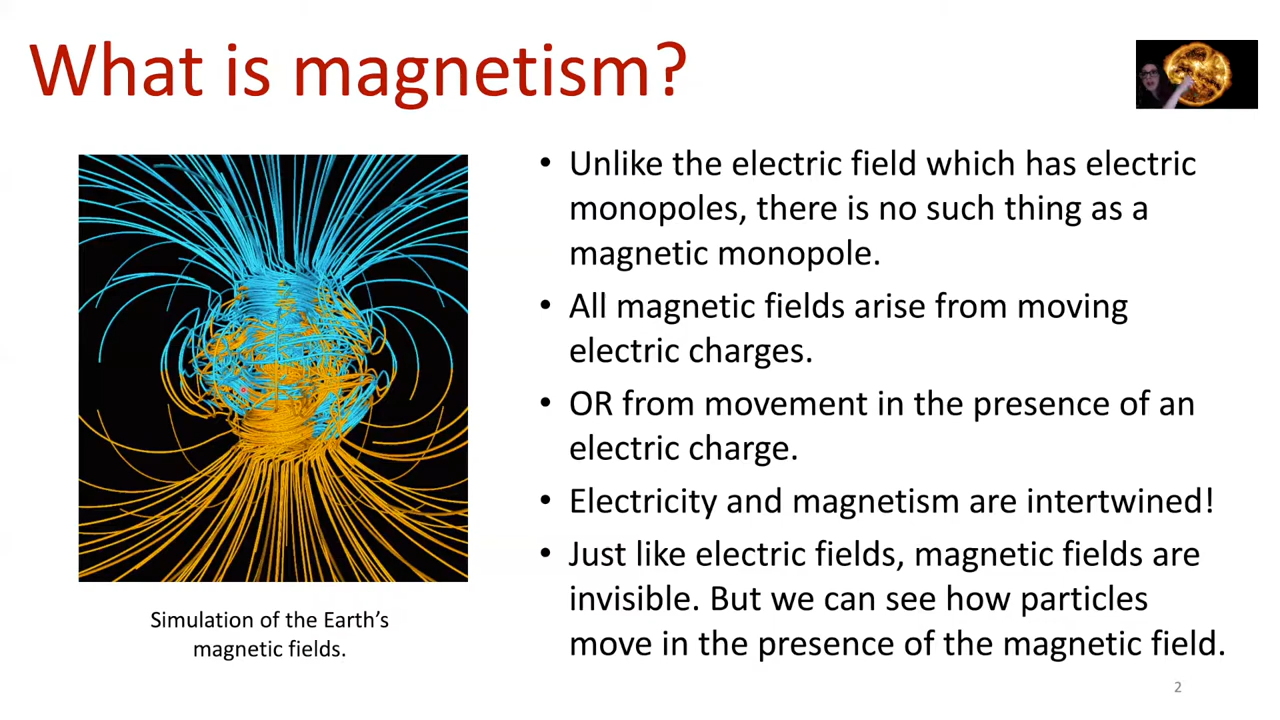 What is magnetism?
• Unlike the electric field which has electric
monopoles, there is no such thing as a
magnetic monopole.
• All magnetic fields arise from moving
electric charges.
• OR from movement in the presence of an
electric charge.
• Electricity and magnetism are intertwined!
• Just like electric fields, magnetic fields are
invisible. But we can see how particles
move in the presence of the magnetic field.
Simulation of the Earth’s
magnetic fields.
2